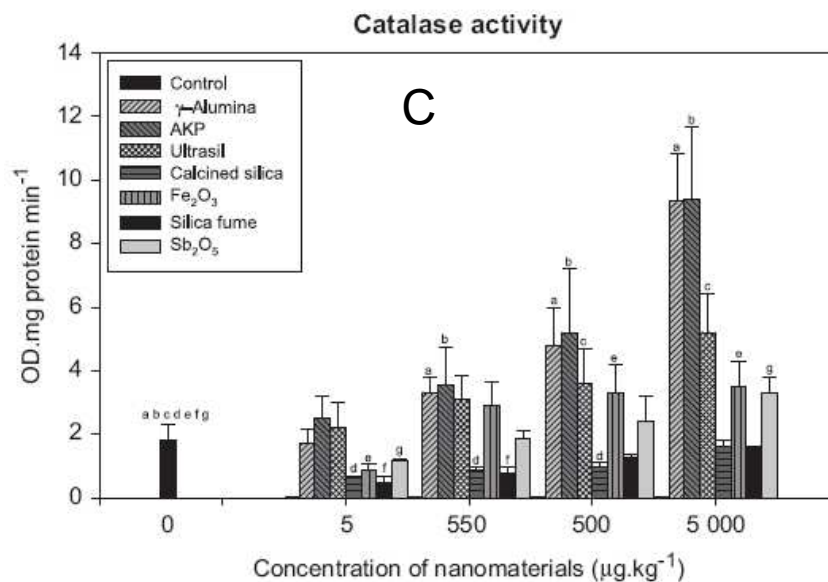 Catalase activity
C
14
12
10
8
6
4
2
0
OD.mg protein min⁻¹
Control
γ-Alumina
AKP
Ultrasil
Calcined silica
Fe₂O₃
Silica fume
Sb₂O₅
a b c d e f g
d e f g
a b d f
a b c d e
a b c e g
0 5 550 500 5 000
Concentration of nanomaterials (µg.kg⁻¹)